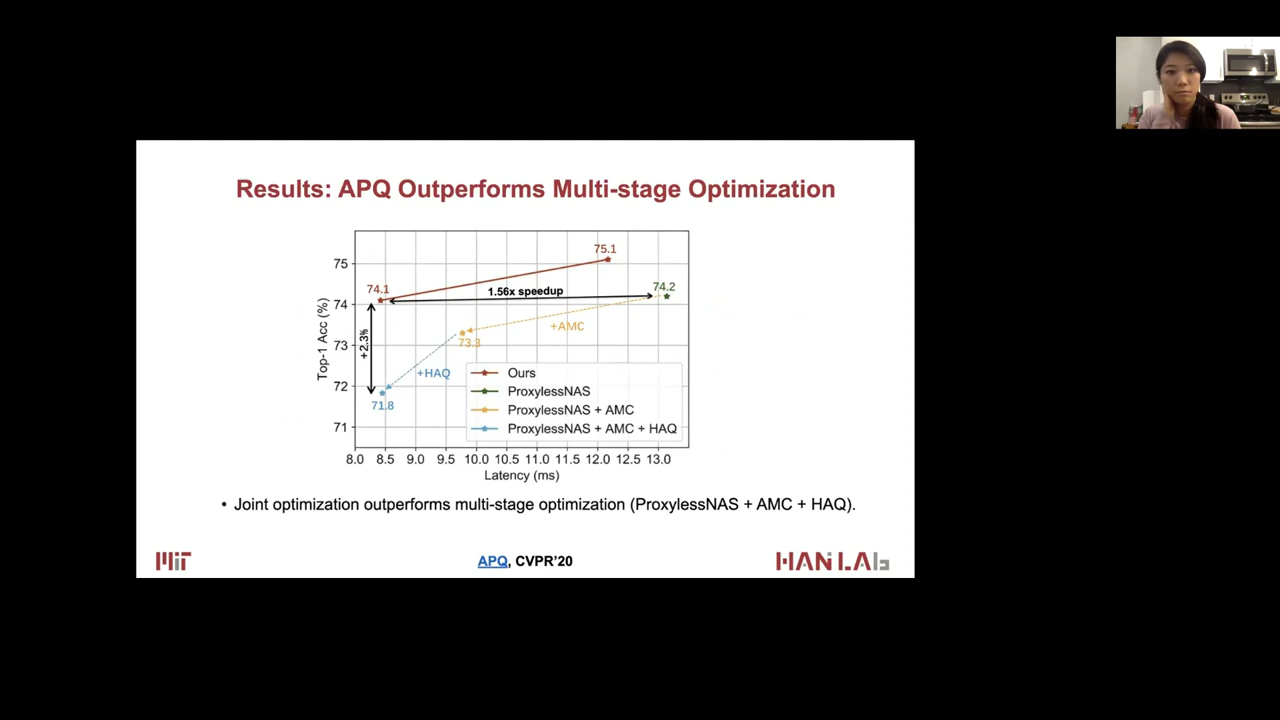 Results: APQ Outperforms Multi-stage Optimization
75.1
75
74.1
74.2
1.56x speedup
74
+2.3%
+AMC
73.3
73
+HAQ
72
71.8
71
Top-1 Acc (%)
Ours
ProxylessNAS
ProxylessNAS + AMC
ProxylessNAS + AMC + HAQ
8.0 8.5 9.0 9.5 10.0 10.5 11.0 11.5 12.0 12.5 13.0
Latency (ms)
• Joint optimization outperforms multi-stage optimization (ProxylessNAS + AMC + HAQ).
MIT
APQ, CVPR'20
HAN LAb